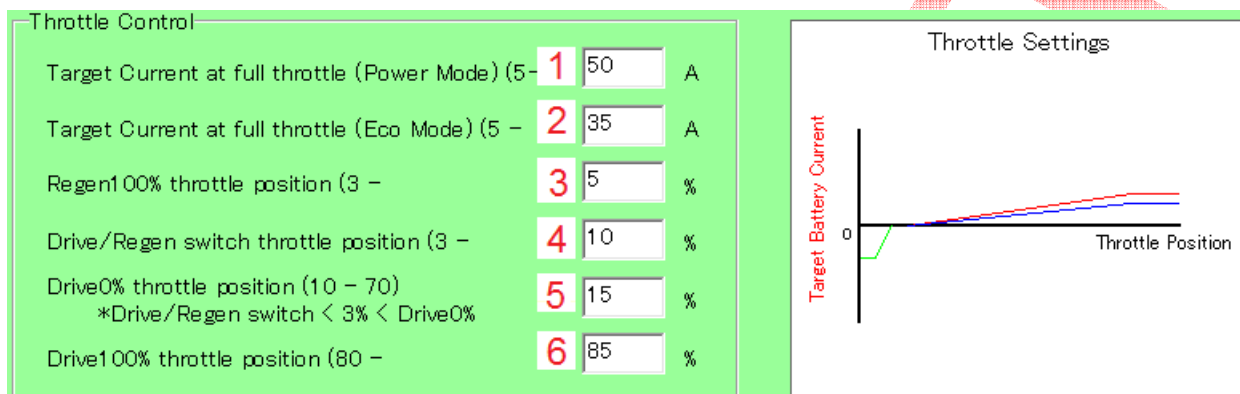 Throttle Control
Target Current at full throttle (Power Mode) (5- 1 50 A
Target Current at full throttle (Eco Mode) (5 - 2 35 A
Regen100% throttle position (3 - 3 5 %
Drive/Regen switch throttle position (3 - 4 10 %
Drive0% throttle position (10 - 70) 5 15 %
*Drive/Regen switch < 3% < Drive0%
Drive100% throttle position (80 - 6 85 %
Throttle Settings
Target Battery Current
0
Throttle Position